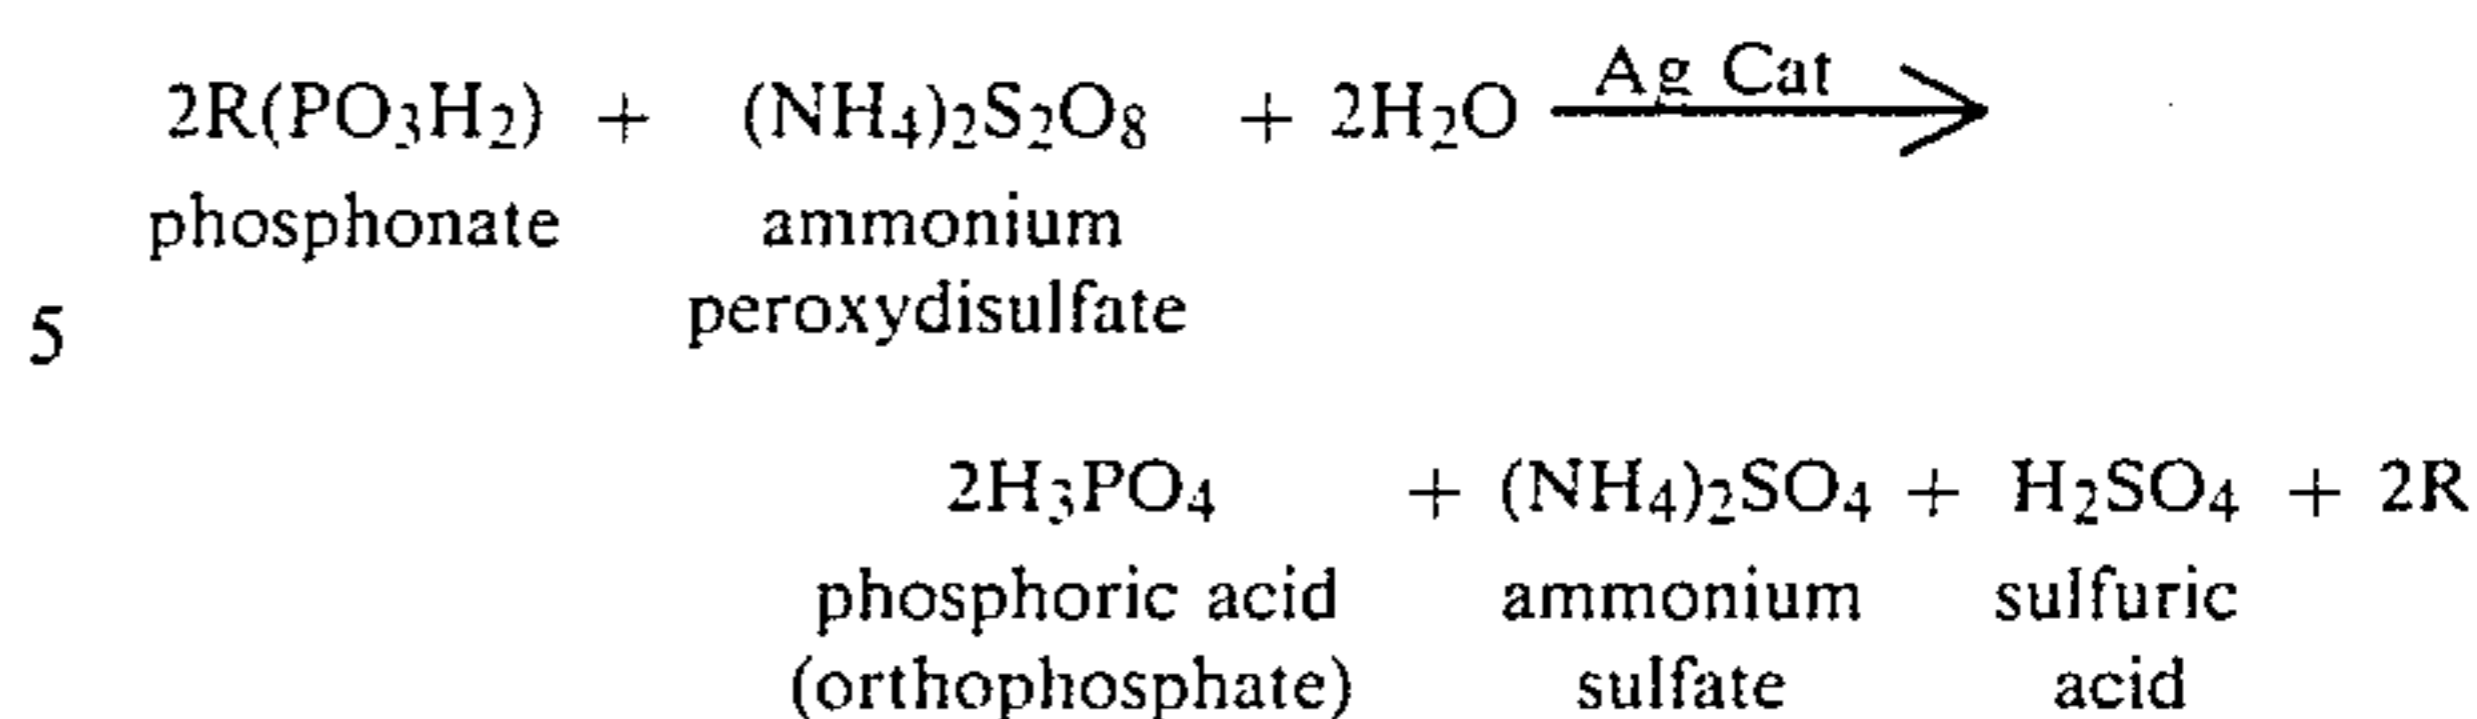 2R(PO₃H₂) + (NH₄)₂S₂O₈ + 2H₂O Ag Cat
phosphonate ammonium
peroxydisulfate
5
2H₃PO₄ + (NH₄)₂SO₄ + H₂SO₄ + 2R
phosphoric acid ammonium sulfuric
(orthophosphate) sulfate acid